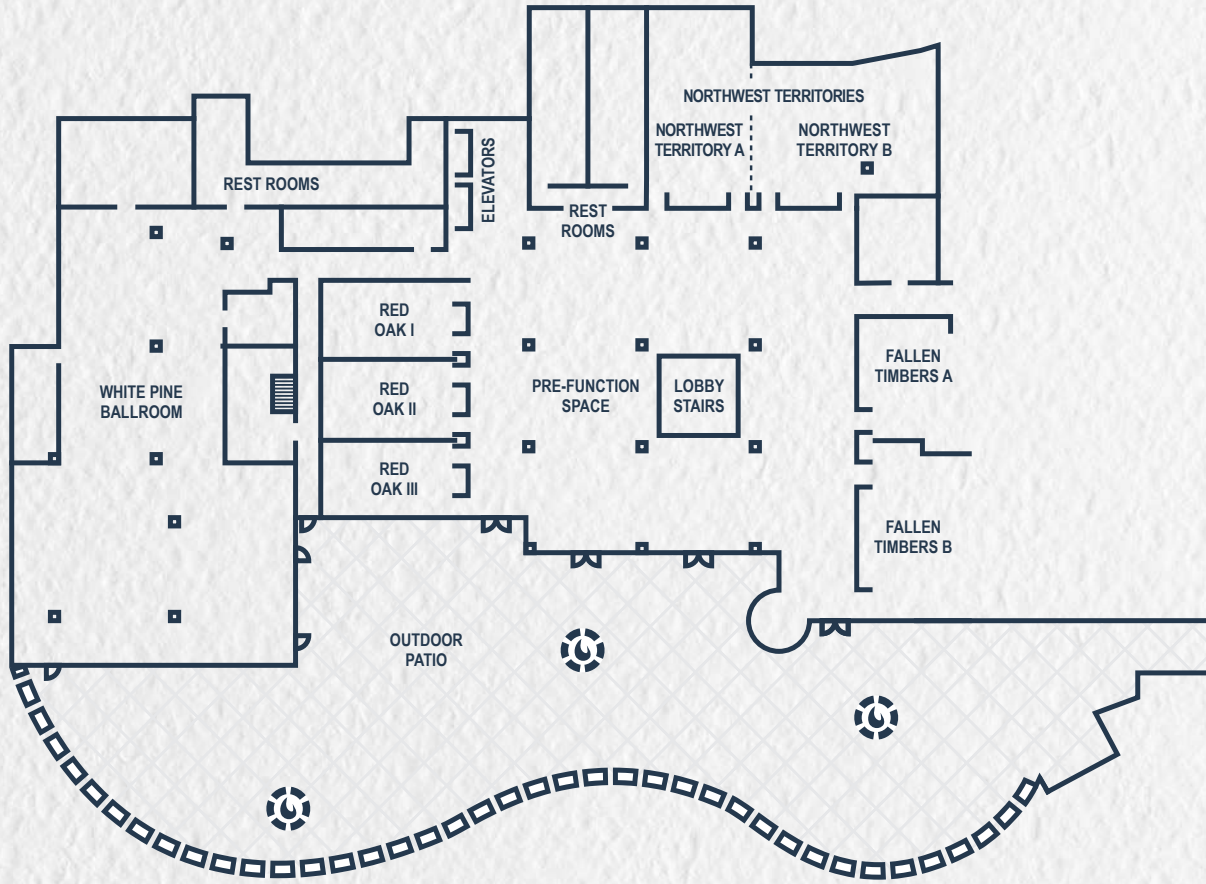 NORTHWEST TERRITORIES
NORTHWEST
TERRITORY A
NORTHWEST
TERRITORY B
REST ROOMS
ELEVATORS
REST
ROOMS
RED
OAK I
WHITE PINE
BALLROOM
RED
OAK II
RED
OAK III
PRE-FUNCTION
SPACE
LOBBY
STAIRS
FALLEN
TIMBERS A
FALLEN
TIMBERS B
OUTDOOR
PATIO